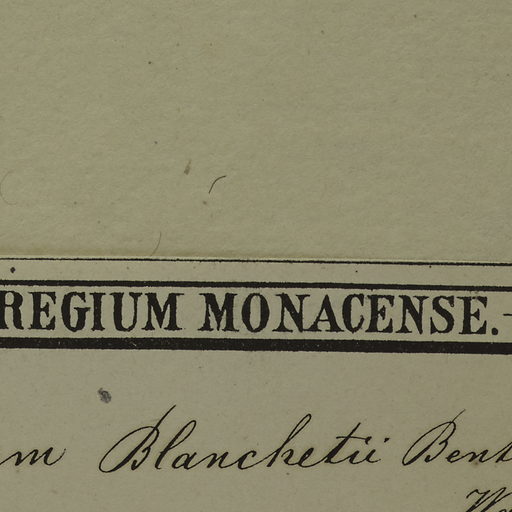 REGIUM MONACENSE.
Blanchetii Bent